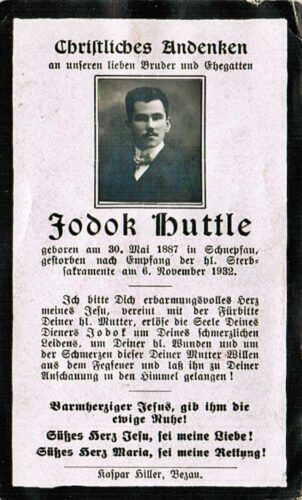 Christliches Andenken
an unseren lieben Bruder und Ehegatten
Jodok Huttle
geboren am 30. Mai 1887 in Schnepfau,
gestorben nach Empfang der hl. Sterb-
sakramente am 6. November 1932.
Ich bitte Dich erbarmungsvolles Herz
meines Jesu, vereint mit der Fürbitte
Deiner hl. Mutter, erlöse die Seele Deines
Dieners Jodok um Deines schmerzlichen
Leidens, um Deiner hl. Wunden und um
der Schmerzen dieser Deiner Mutter Willen
aus dem Fegfeuer und laß ihn zu Deiner
Anschauung in den Himmel gelangen!
Barmherziger Jesus, gib ihm die
ewige Ruhe!
Süßes Herz Jesu, sei meine Liebe!
Süßes Herz Maria, sei meine Rettung!
Kaspar Hiller, Bezau.